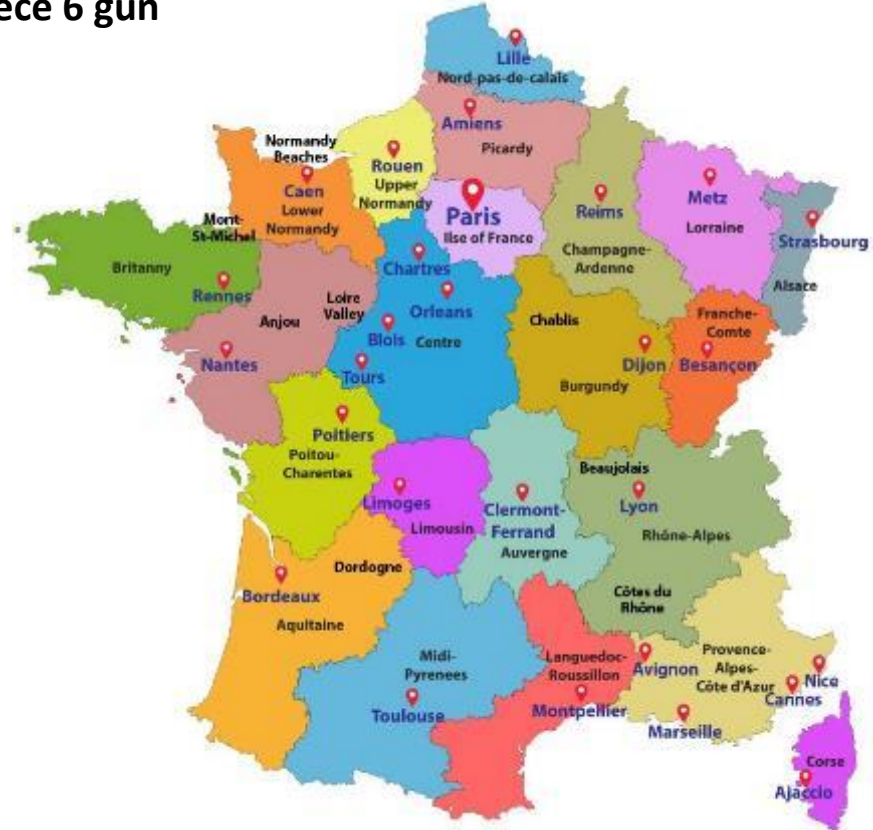 ece 6 gün
Lille
Nord-pas-de-calais
Amiens
Picardy
Normandy
Beaches
Rouen
Upper
Normandy
Caen
Lower
Normandy
Paris
Ilse of France
Reims
Champagne-
Ardenne
Metz
Lorraine
Strasbourg
Alsace
Mont-
St-Michel
Britanny
Rennes
Chartres
Orleans
Loire
Valley
Anjou
Blois
Centre
Tours
Nantes
Chablis
Dijon
Burgundy
Franche-
Comte
Besançon
Poitiers
Poitou-
Charentes
Limoges
Limousin
Clermont-
Ferrand
Auvergne
Beaujolais
Lyon
Rhône-Alpes
Côtes du
Rhône
Dordogne
Bordeaux
Aquitaine
Midi-
Pyrenees
Toulouse
Languedoc-
Roussillon
Montpellier
Avignon
Provence-
Alpes-
Côte d'Azur
Nice
Cannes
Marseille
Corse
Ajaccio